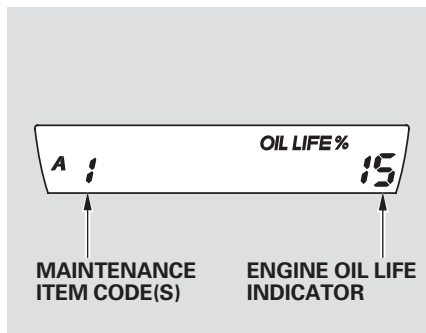 OIL LIFE %
A 1 15
MAINTENANCE ITEM CODE(S)
ENGINE OIL LIFE INDICATOR